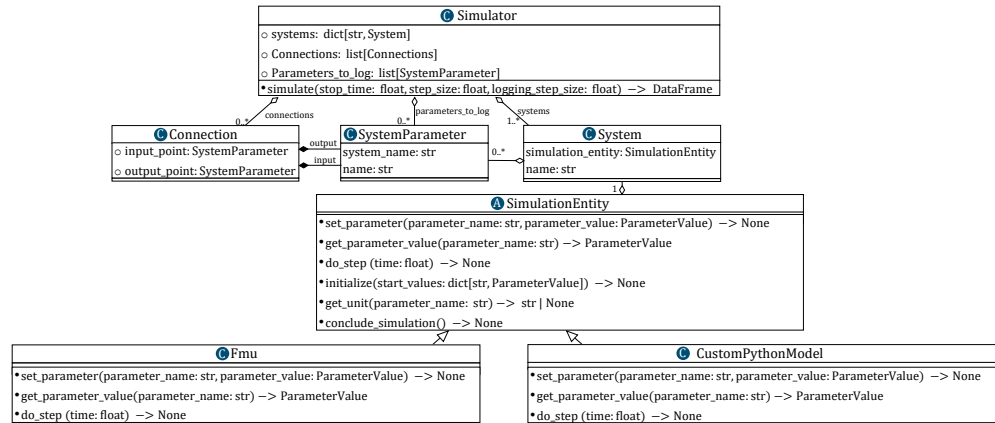 C Simulator
○ systems: dict[str, System]
○ Connections: list[Connections]
○ Parameters_to_log: list[SystemParameter]
•simulate(stop_time: float, step_size: float, logging_step_size: float) −> DataFrame
connections
parameters_to_log
systems
0..*
0..*
1..*
C Connection
○ input_point: SystemParameter
○ output_point: SystemParameter
output
input
C SystemParameter
system_name: str
name: str
0..*
C System
simulation_entity: SimulationEntity
name: str
1
A SimulationEntity
•set_parameter(parameter_name: str, parameter_value: ParameterValue) −> None
•get_parameter_value(parameter_name: str) −> ParameterValue
•do_step (time: float) −> None
•initialize(start_values: dict[str, ParameterValue]) −> None
•get_unit(parameter_name: str) −> str | None
•conclude_simulation() −> None
C Fmu
•set_parameter(parameter_name: str, parameter_value: ParameterValue) −> None
•get_parameter_value(parameter_name: str) −> ParameterValue
•do_step (time: float) −> None
C CustomPythonModel
•set_parameter(parameter_name: str, parameter_value: ParameterValue) −> None
•get_parameter_value(parameter_name: str) −> ParameterValue
•do_step (time: float) −> None